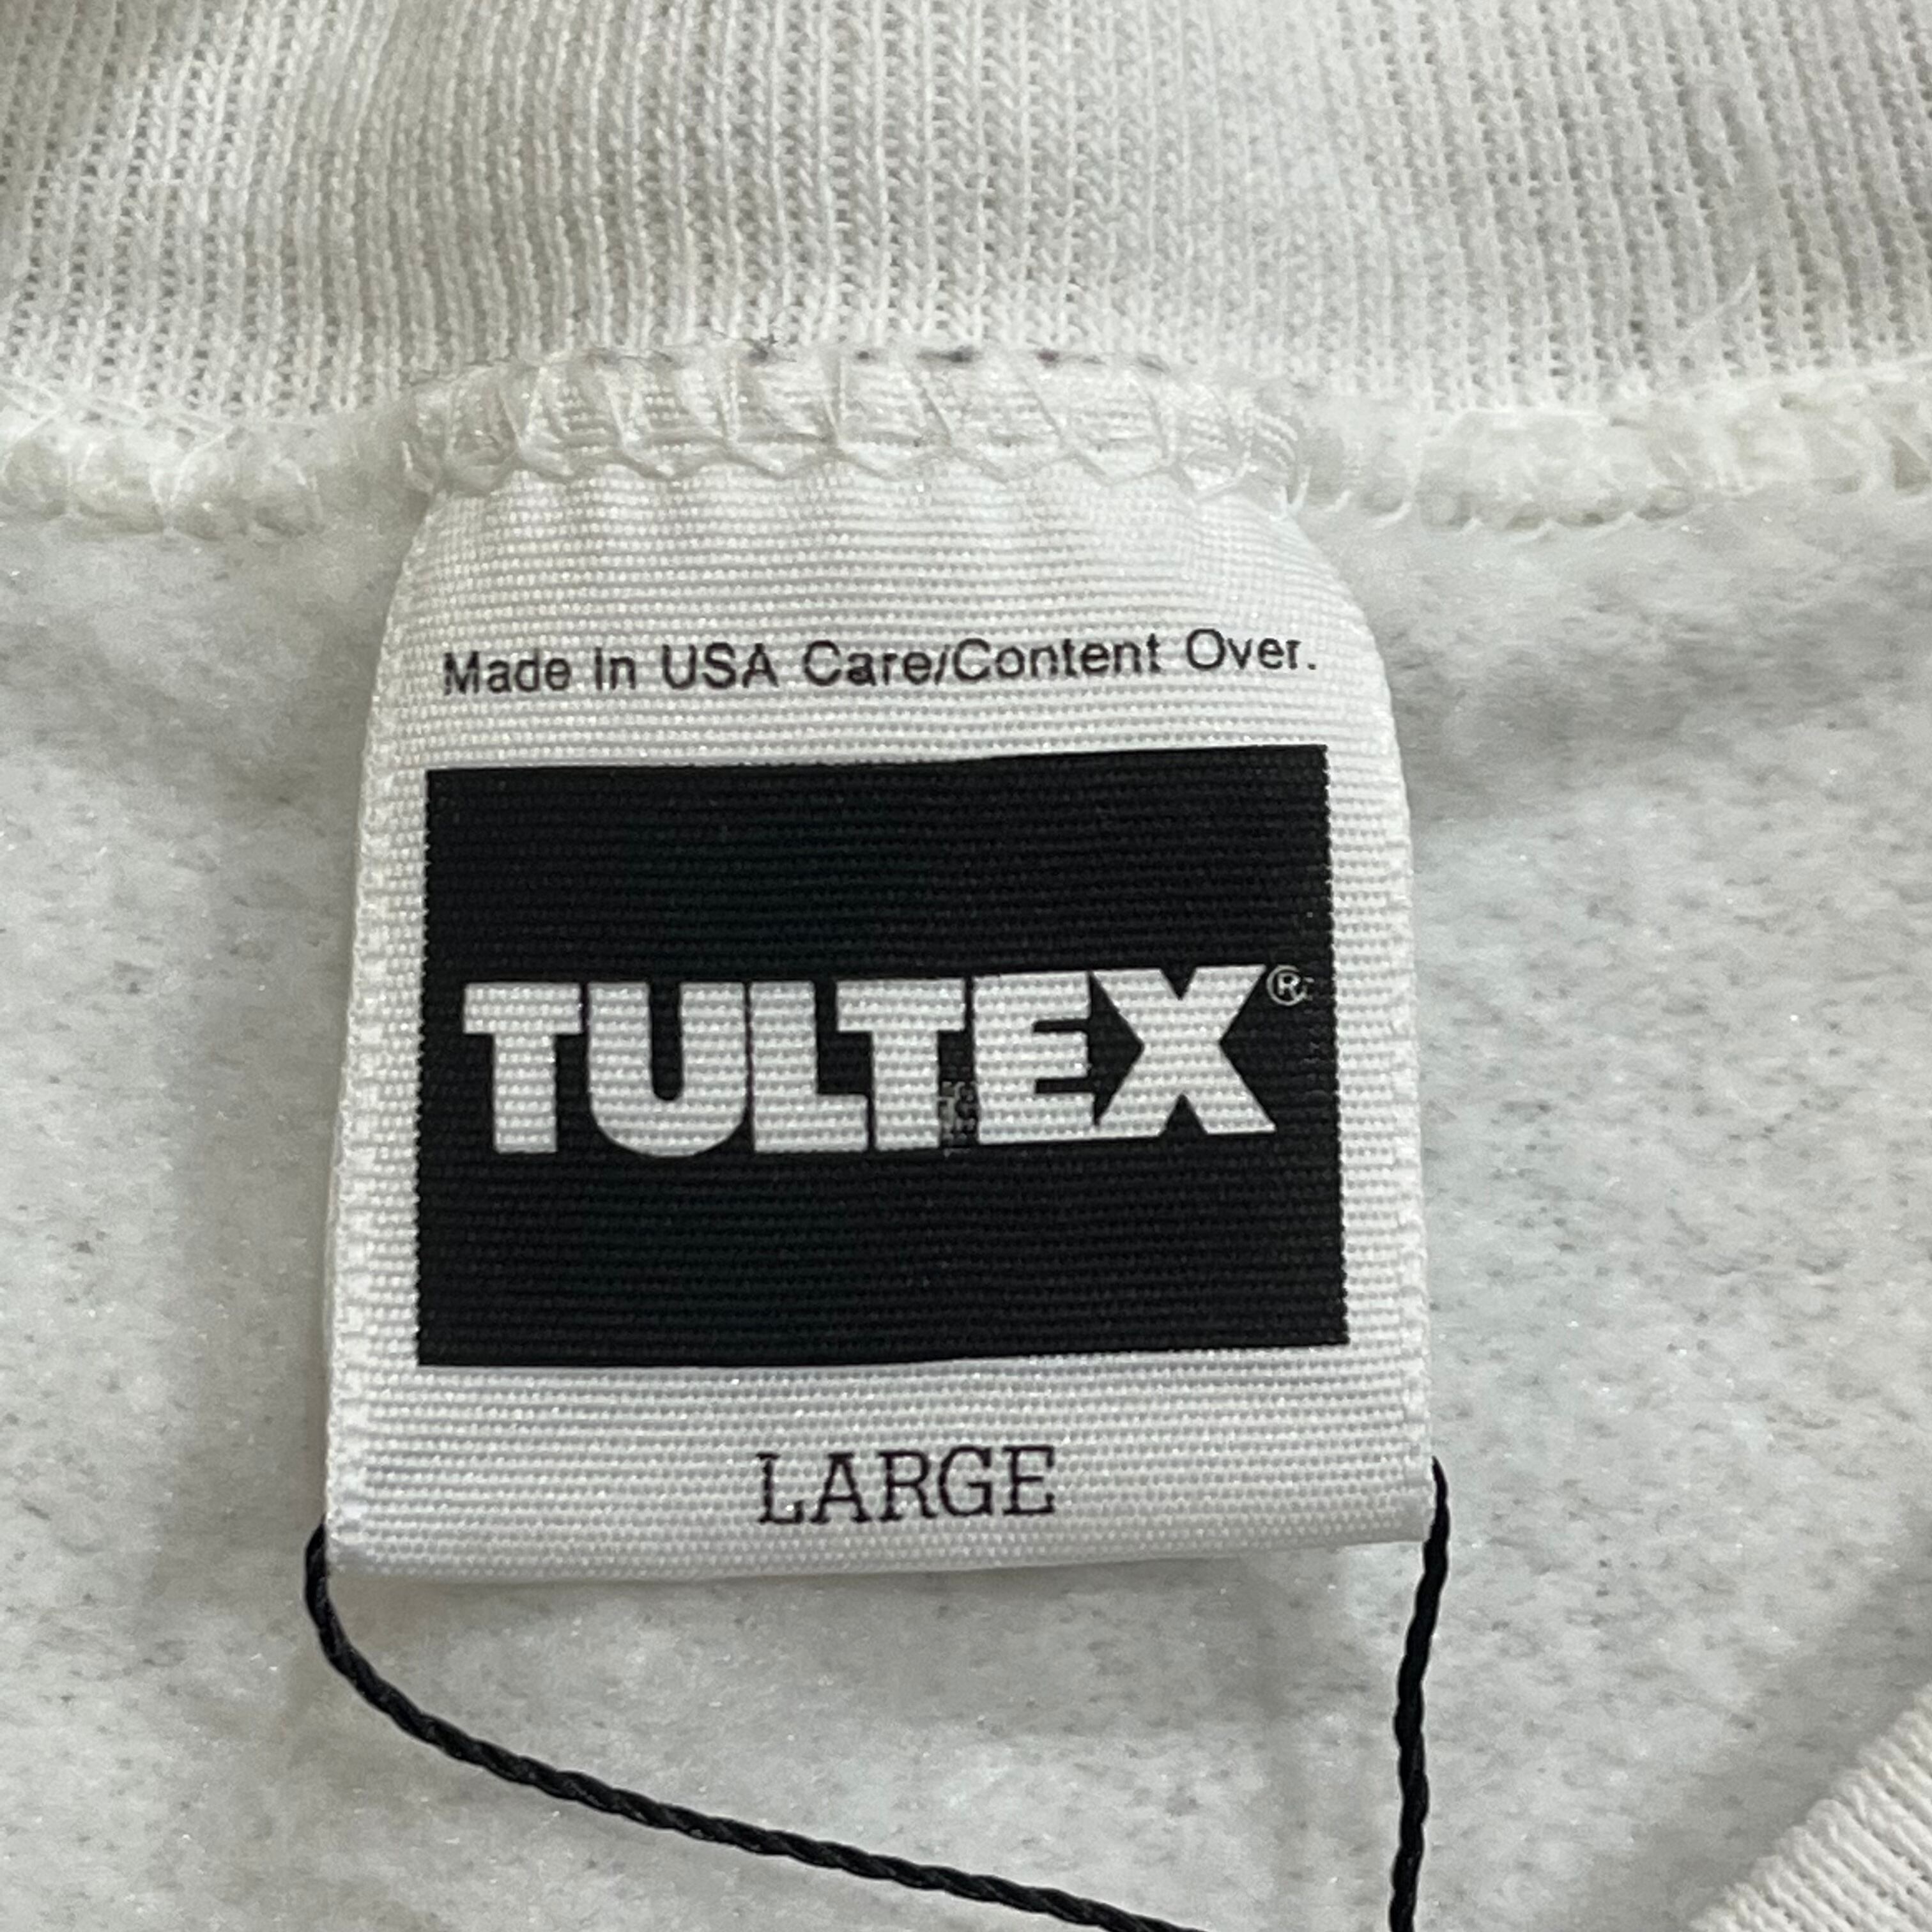 Made In USA Care/Content Over.
TULTEX®
LARGE